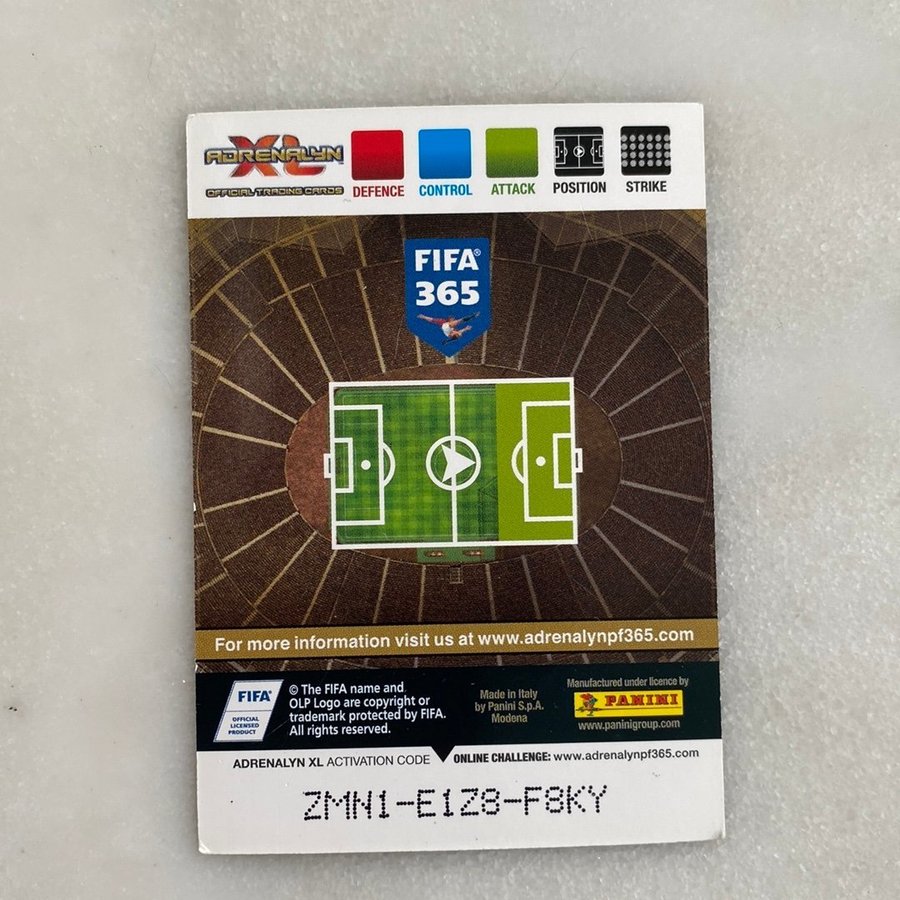 ADRENALYN XL
OFFICIAL TRADING CARDS
DEFENCE CONTROL ATTACK POSITION STRIKE
FIFA®
365
For more information visit us at www.adrenalynpf365.com
FIFA®
OFFICIAL
LICENSED
PRODUCT
© The FIFA name and
OLP Logo are copyright or
trademark protected by FIFA.
All rights reserved.
Made in Italy
by Panini S.p.A.
Modena
Manufactured under licence by
PANINI
www.paninigroup.com
ADRENALYN XL ACTIVATION CODE
ONLINE CHALLENGE: www.adrenalynpf365.com
ZMN1-E1Z8-F8KY